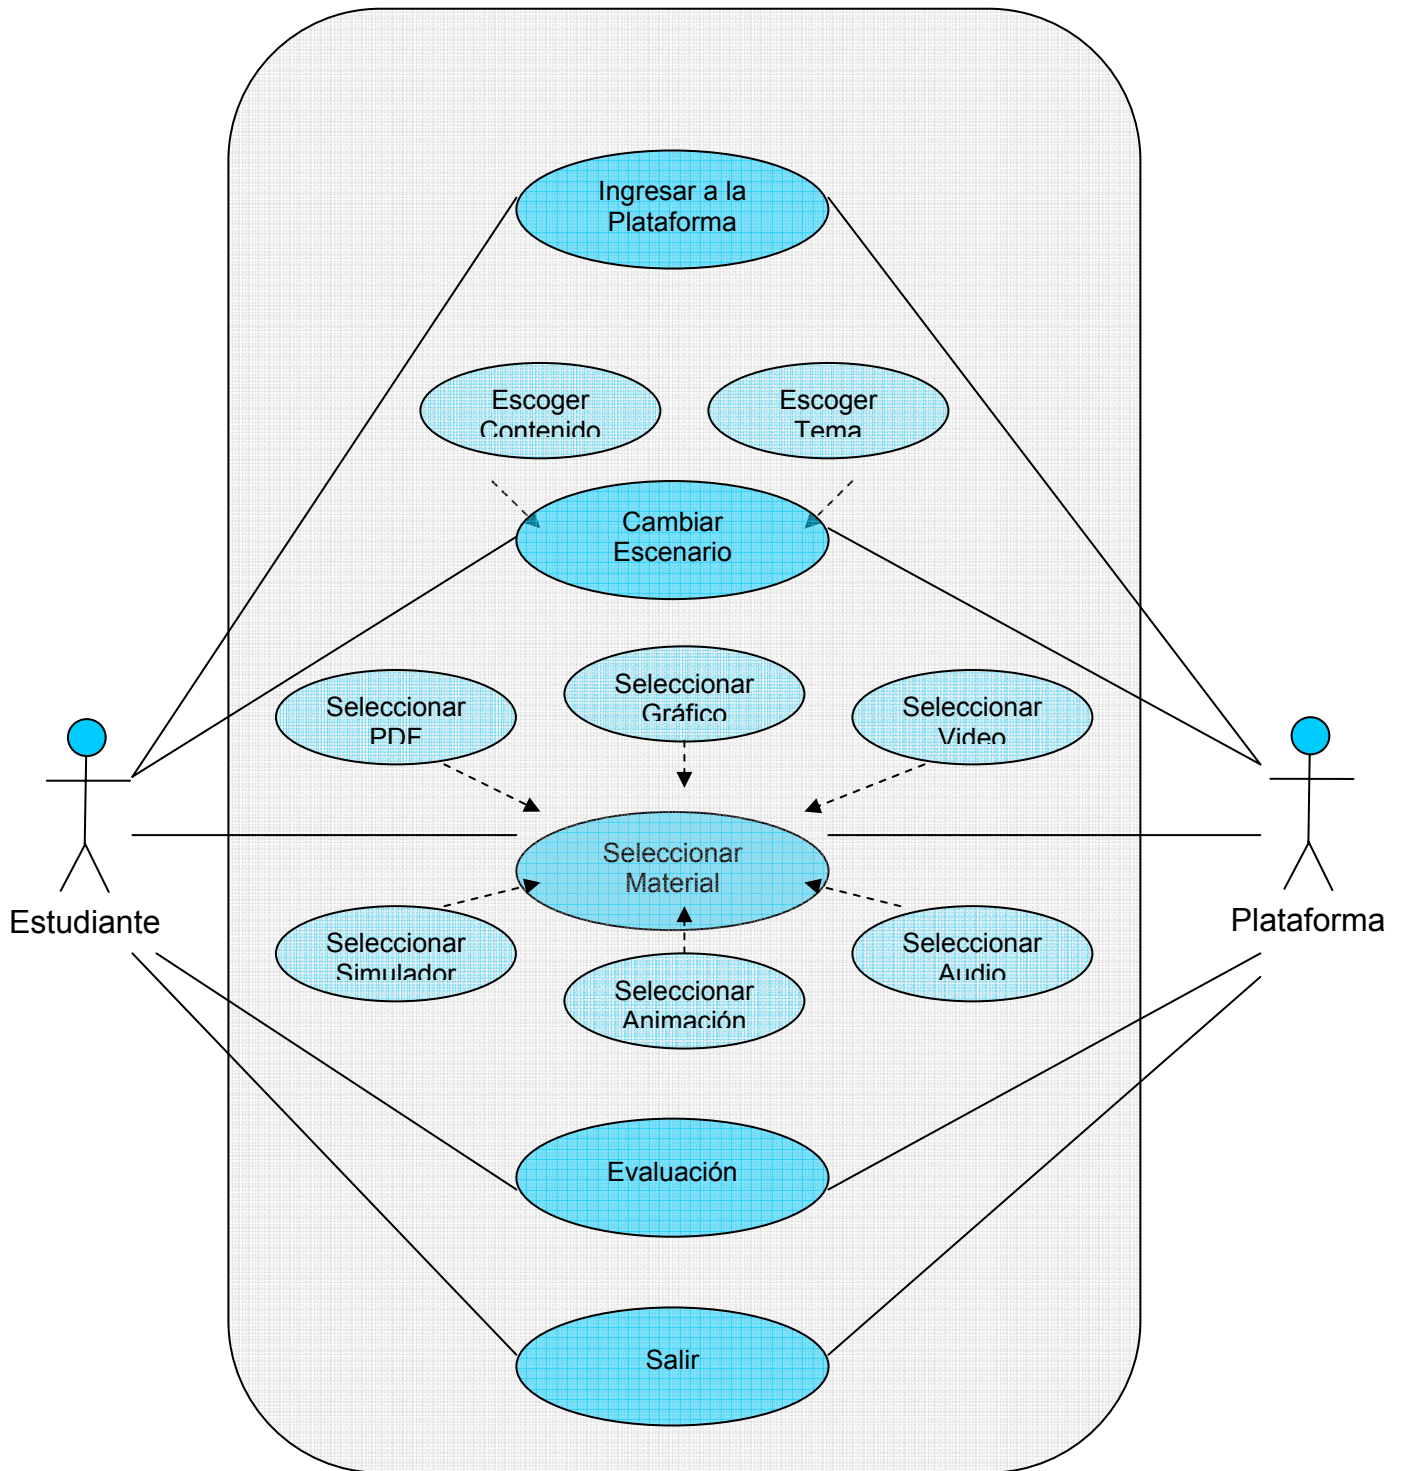 Ingresar a la
Plataforma
Escoger
Contenido
Escoger
Tema
Cambiar
Escenario
Seleccionar
PDF
Seleccionar
Gráfico
Seleccionar
Video
Seleccionar
Material
Estudiante
Plataforma
Seleccionar
Simulador
Seleccionar
Animación
Seleccionar
Audio
Evaluación
Salir